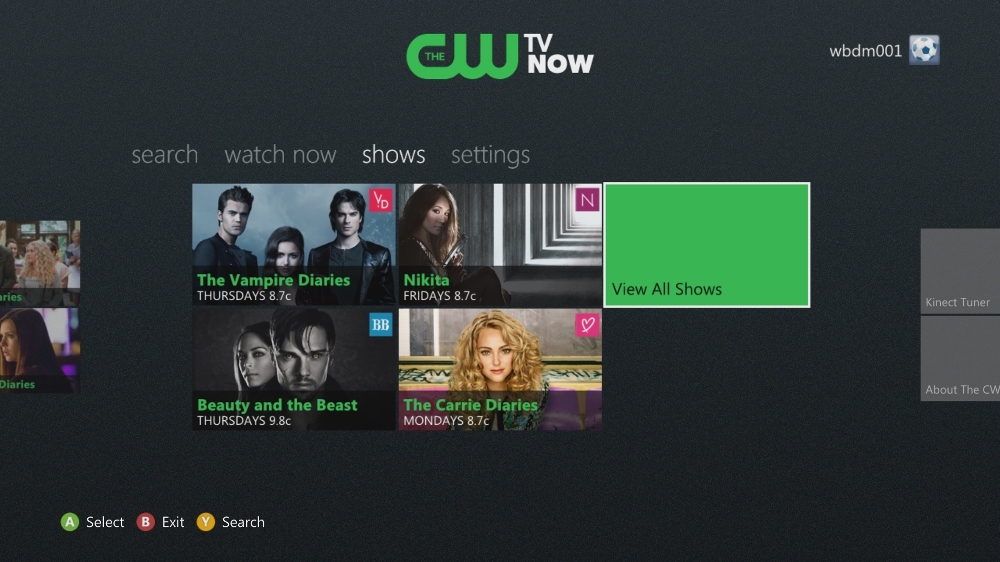 THE CW TV NOW
wbdm001
search watch now shows settings
VD
The Vampire Diaries
THURSDAYS 8.7c
N
Nikita
FRIDAYS 8.7c
View All Shows
BB
Beauty and the Beast
THURSDAYS 9.8c
The Carrie Diaries
MONDAYS 8.7c
aries
Diaries
Kinect Tuner
About The CW
A Select B Exit Y Search